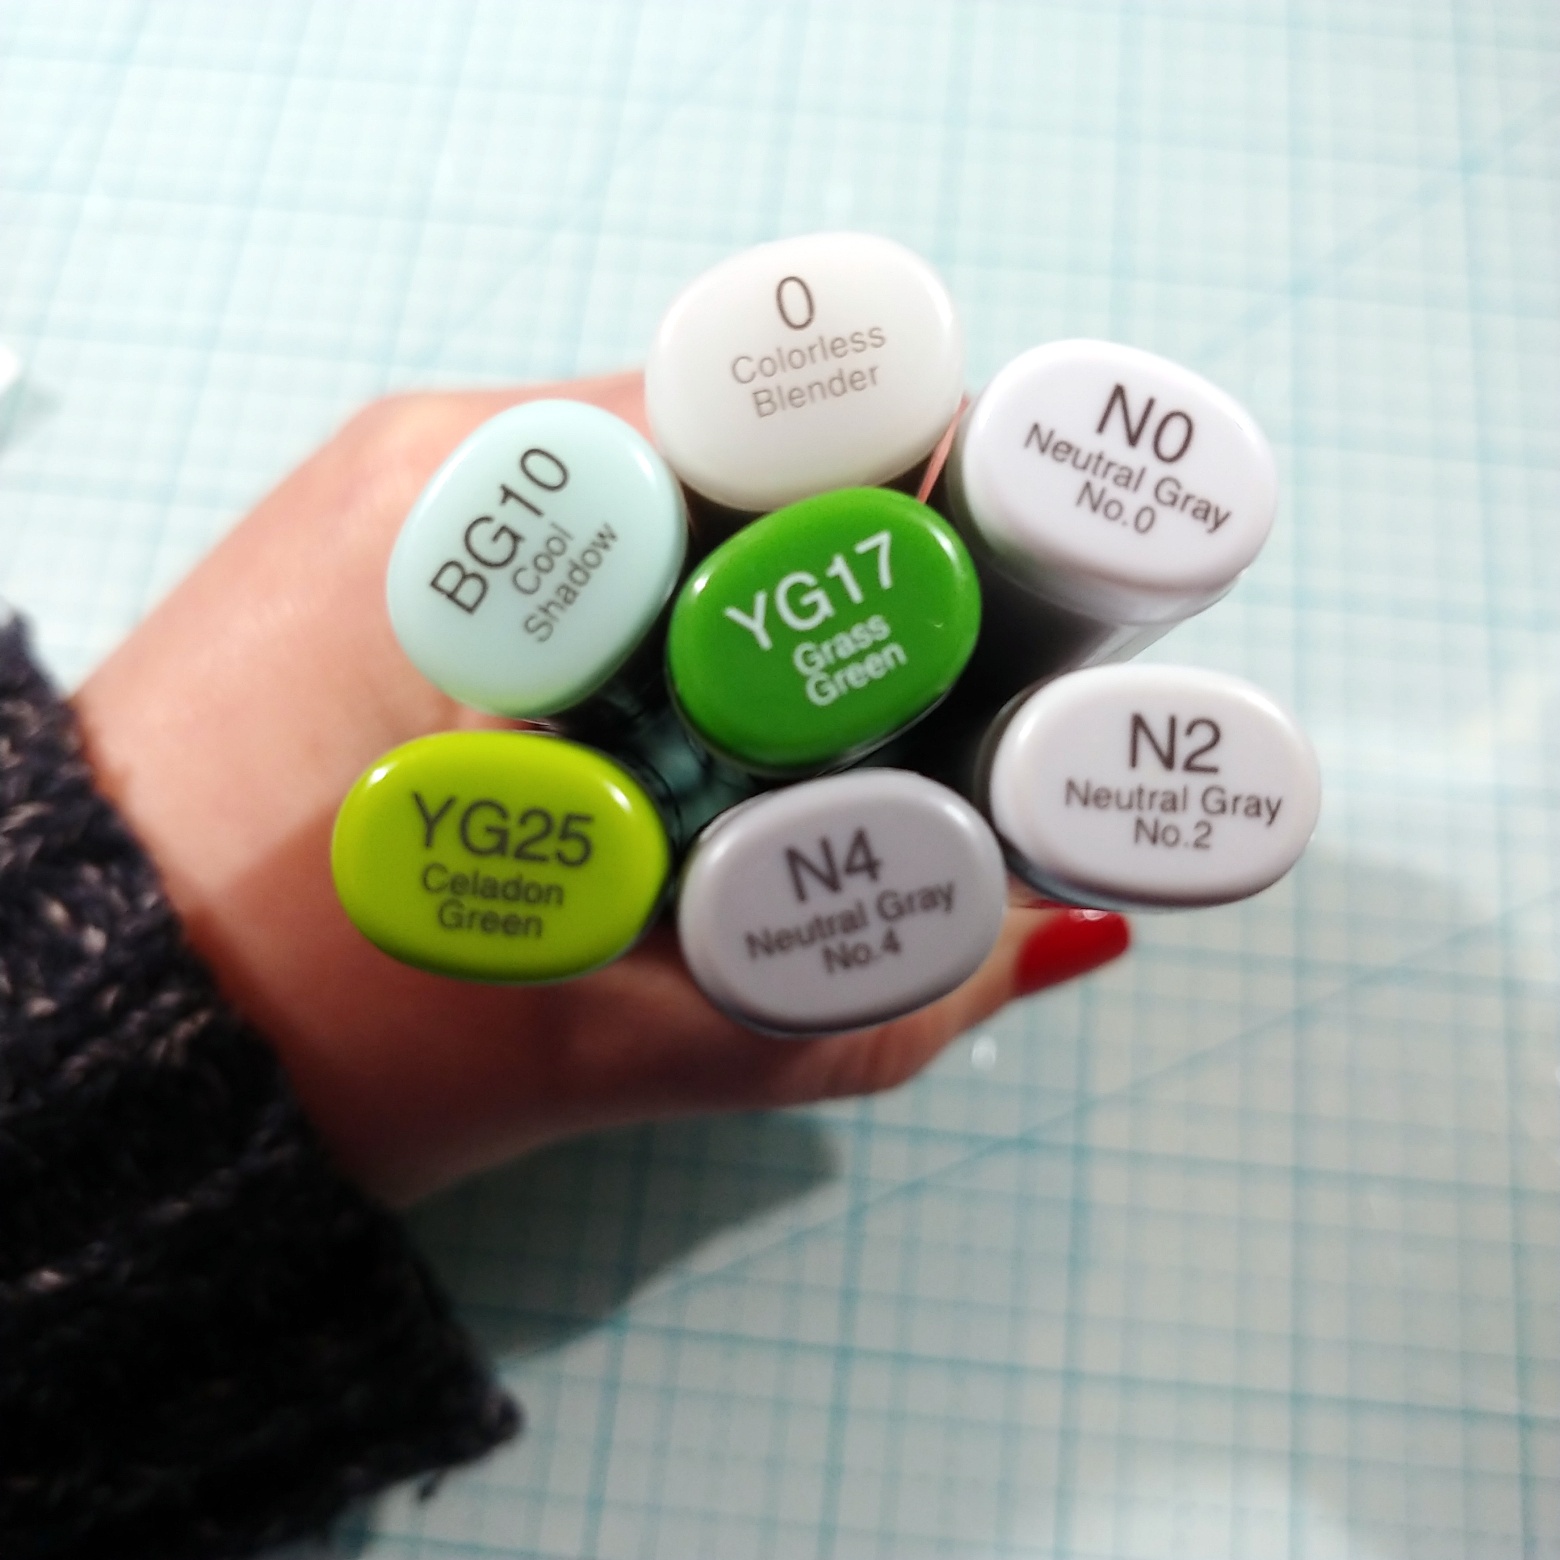 0
Colorless
Blender
N0
Neutral Gray
No.0
BG10
Cool
Shadow
YG17
Grass
Green
N2
Neutral Gray
No.2
YG25
Celadon
Green
N4
Neutral Gray
No.4